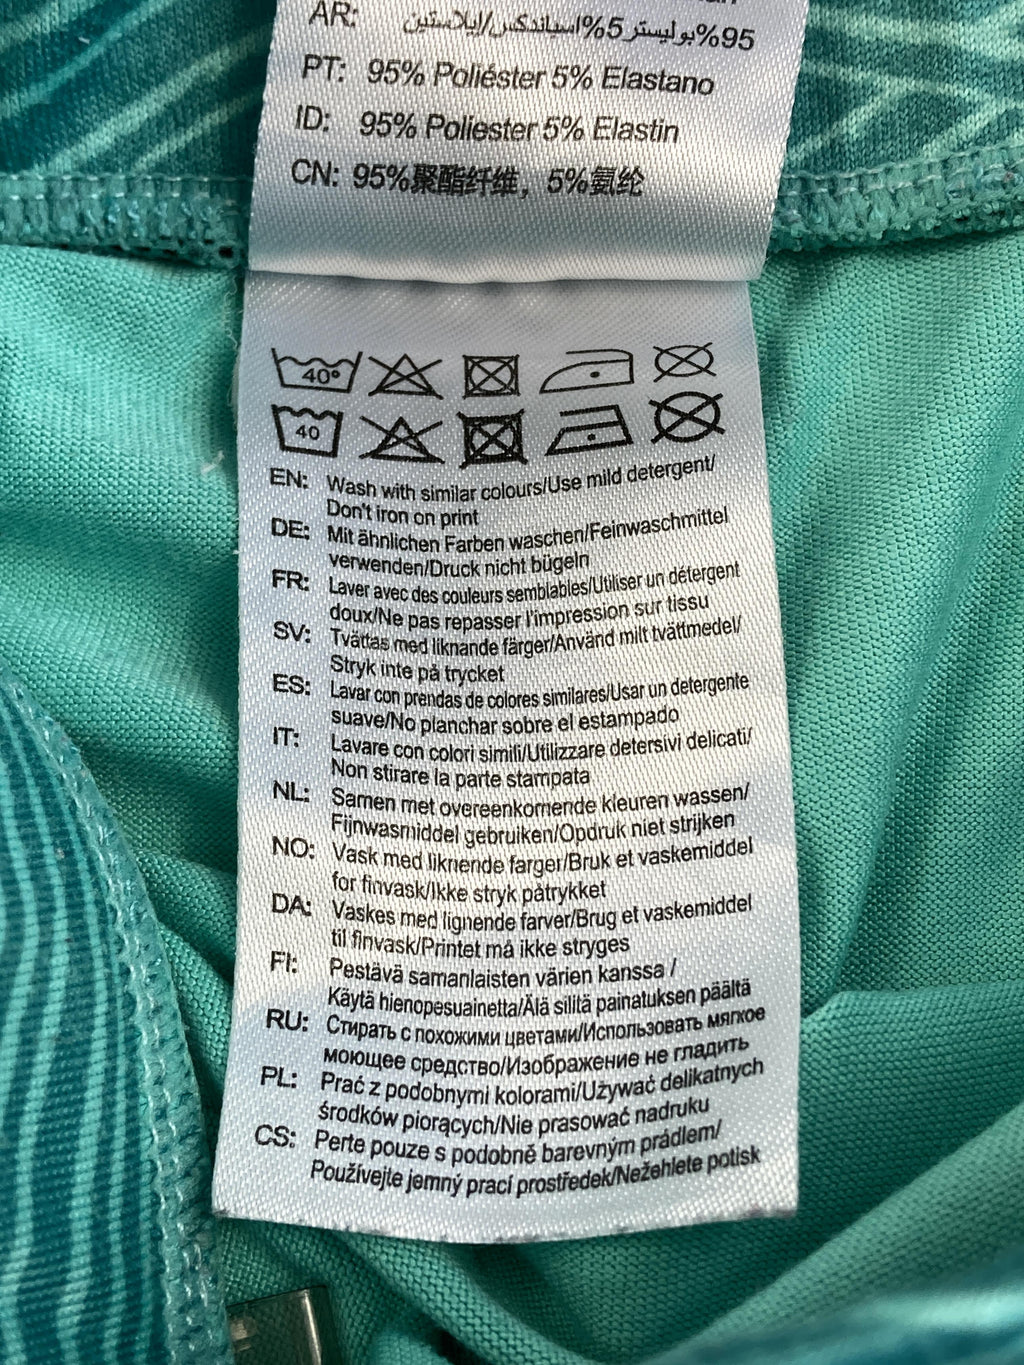 AR: 95%بوليستر 5%اسباندكس/إيلاستين
PT: 95% Poliéster 5% Elastano
ID: 95% Poliester 5% Elastin
CN: 95%聚酯纤维，5%氨纶
40°
40
EN: Wash with similar colours/Use mild detergent/
Don't iron on print
DE: Mit ähnlichen Farben waschen/Feinwaschmittel
verwenden/Druck nicht bügeln
FR: Laver avec des couleurs semblables/Utiliser un détergent
doux/Ne pas repasser l'impression sur tissu
SV: Tvättas med liknande färger/Använd milt tvättmedel/
Stryk inte på trycket
ES: Lavar con prendas de colores similares/Usar un detergente
suave/No planchar sobre el estampado
IT: Lavare con colori simili/Utilizzare detersivi delicati/
Non stirare la parte stampata
NL: Samen met overeenkomende kleuren wassen/
Fijnwasmiddel gebruiken/Opdruk niet strijken
NO: Vask med liknende farger/Bruk et vaskemiddel
for finvask/Ikke stryk påtrykket
DA: Vaskes med lignende farver/Brug et vaskemiddel
til finvask/Printet må ikke stryges
FI: Pestävä samanlaisten värien kanssa /
Käytä hienopesuainetta/Älä silitä painatuksen päältä
RU: Стирать с похожими цветами/Использовать мягкое
моющее средство/Изображение не гладить
PL: Prać z podobnymi kolorami/Używać delikatnych
środków piorących/Nie prasować nadruku
CS: Perte pouze s podobně barevným prádlem/
Používejte jemný prací prostředek/Nežehlete potisk